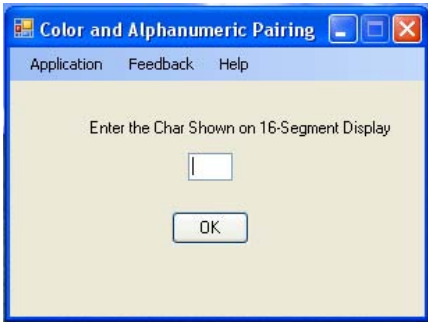 Color and Alphanumeric Pairing
Application Feedback Help
Enter the Char Shown on 16-Segment Display
OK